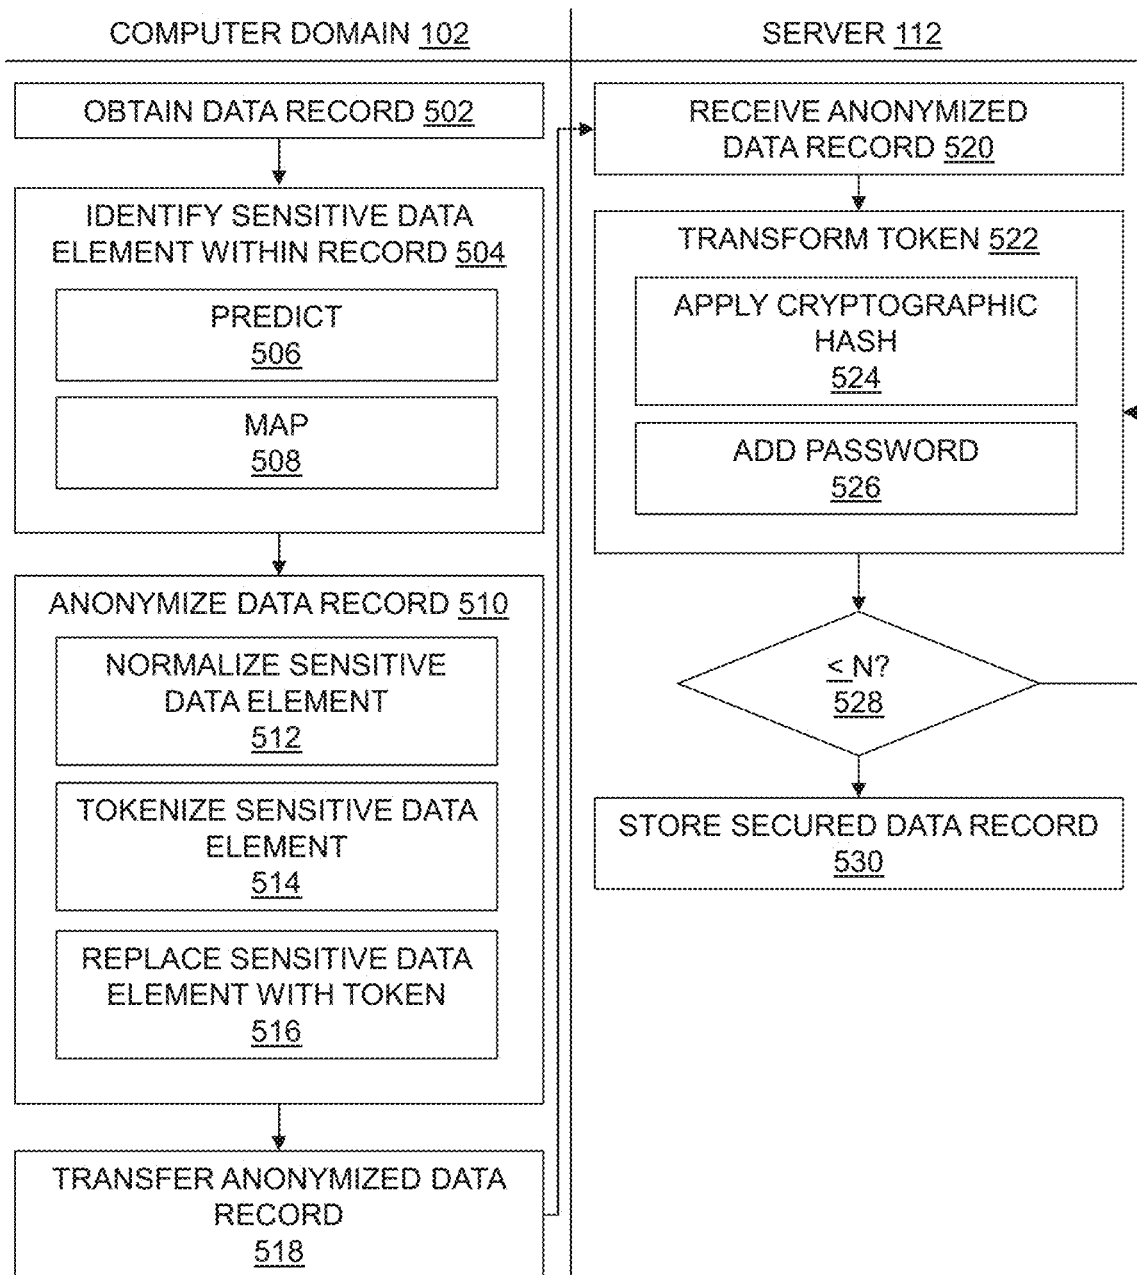 COMPUTER DOMAIN 102
OBTAIN DATA RECORD 502
IDENTIFY SENSITIVE DATA
ELEMENT WITHIN RECORD 504
PREDICT
506
MAP
508
ANONYMIZE DATA RECORD 510
NORMALIZE SENSITIVE
DATA ELEMENT
512
TOKENIZE SENSITIVE DATA
ELEMENT
514
REPLACE SENSITIVE DATA
ELEMENT WITH TOKEN
516
TRANSFER ANONYMIZED DATA
RECORD
518
SERVER 112
RECEIVE ANONYMIZED
DATA RECORD 520
TRANSFORM TOKEN 522
APPLY CRYPTOGRAPHIC
HASH
524
ADD PASSWORD
526
≤ N?
528
STORE SECURED DATA RECORD
530